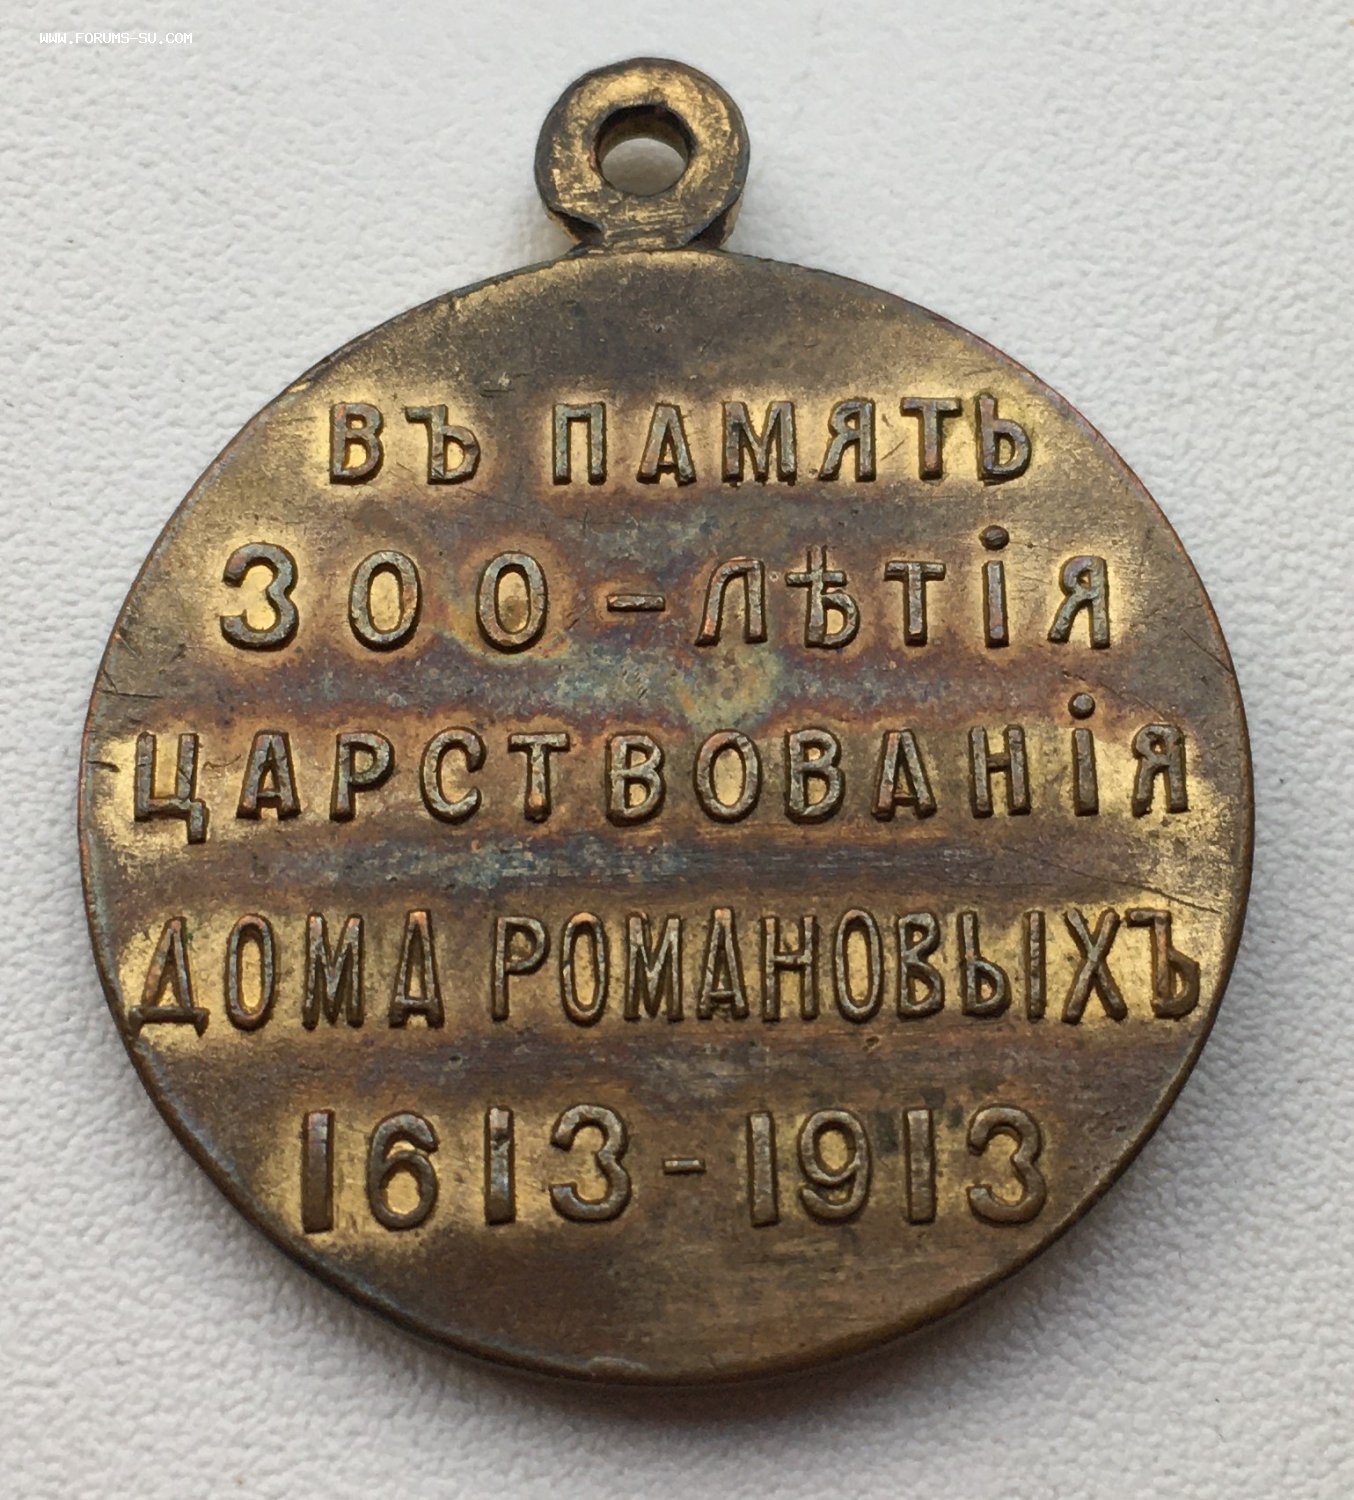 WWW.FORUMS-SU.COM
ВЪ ПАМЯТЬ
300-ЛѢТІЯ
ЦАРСТВОВАНІЯ
ДОМА РОМАНОВЫХЪ
1613-1913